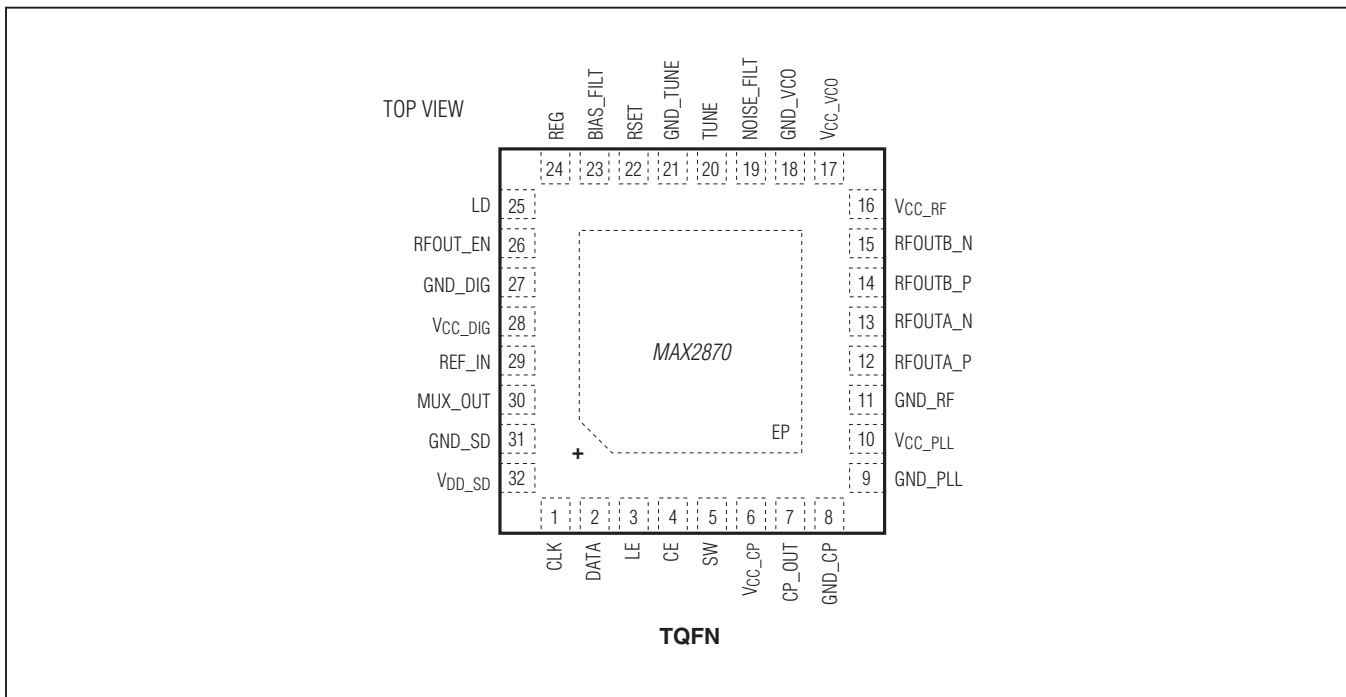 TOP VIEW
REG
BIAS_FILT
RSET
GND_TUNE
TUNE
NOISE_FILT
GND_VCO
VCC_VCO
24 23 22 21 20 19 18 17
LD 25
RFOUT_EN 26
GND_DIG 27
VCC_DIG 28
REF_IN 29
MUX_OUT 30
GND_SD 31
VDD_SD 32
16 VCC_RF
15 RFOUTB_N
14 RFOUTB_P
13 RFOUTA_N
12 RFOUTA_P
11 GND_RF
10 VCC_PLL
9 GND_PLL
MAX2870
EP
+
1 2 3 4 5 6 7 8
CLK
DATA
LE
CE
SW
VCC_CP
CP_OUT
GND_CP
TQFN